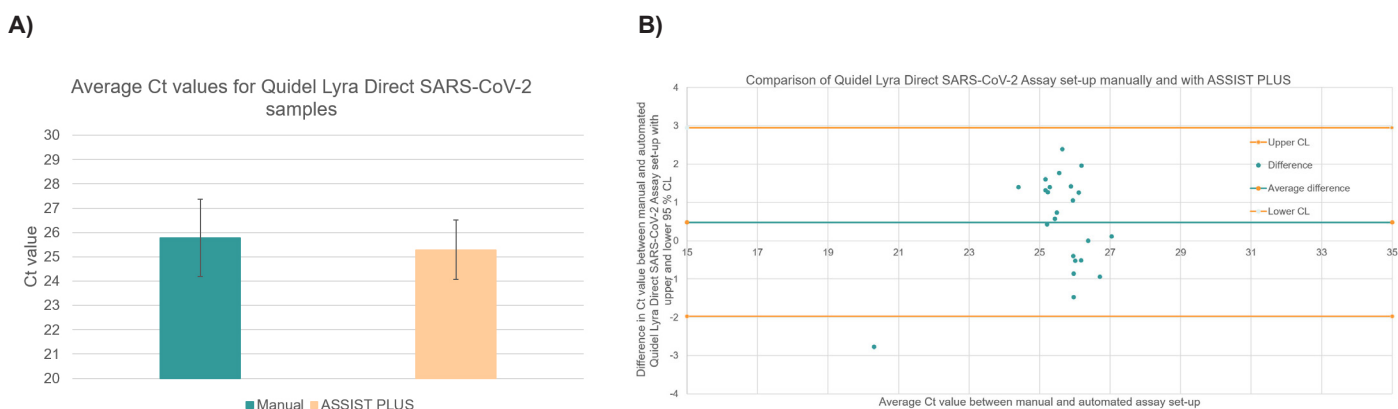 A)
Average Ct values for Quidel Lyra Direct SARS-CoV-2
samples
Ct value
30
29
28
27
26
25
24
23
22
21
20
Manual
ASSIST PLUS
B)
Comparison of Quidel Lyra Direct SARS-CoV-2 Assay set-up manually and with ASSIST PLUS
Difference in Ct value between manual and automated
Quidel Lyra Direct SARS-CoV-2 Assay set-up with
upper and lower 95 % CL
4
3
2
1
0
-1
-2
-3
-4
15
17
19
21
23
25
27
29
31
33
35
Upper CL
Difference
Average difference
Lower CL
Average Ct value between manual and automated assay set-up